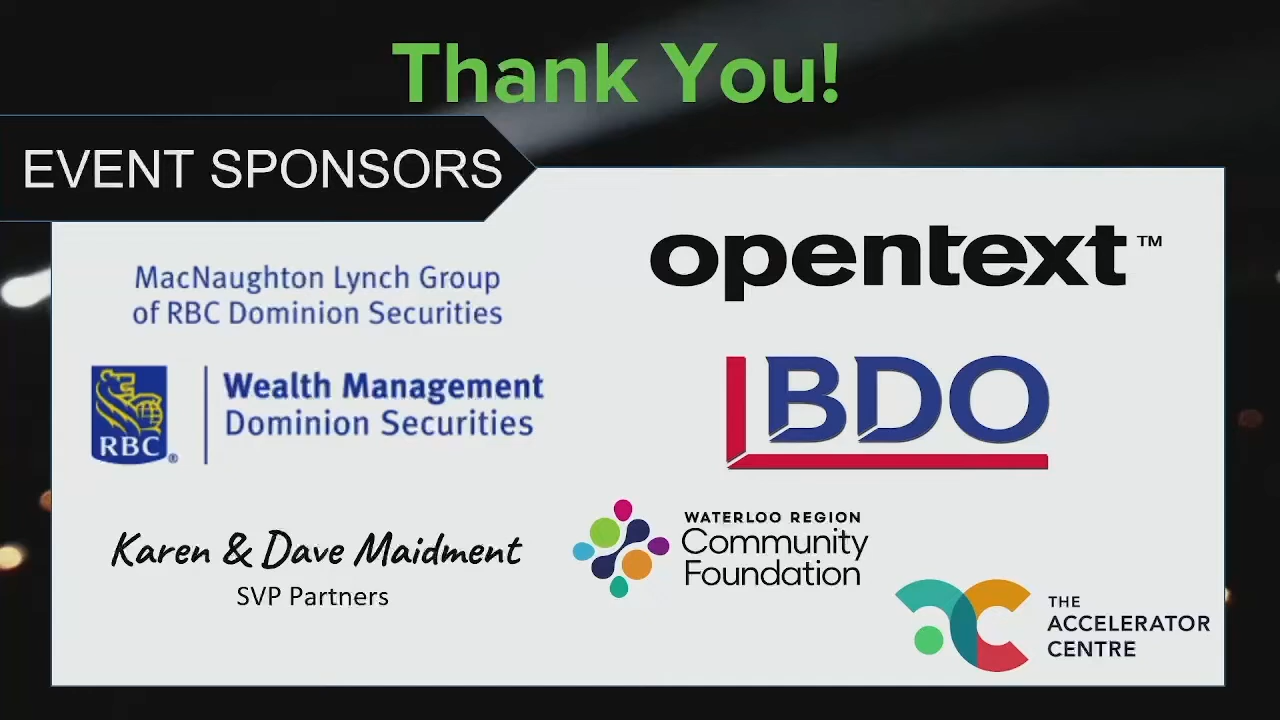 Thank You!
EVENT SPONSORS
MacNaughton Lynch Group
of RBC Dominion Securities
RBC®
Wealth Management
Dominion Securities
opentext™
BDO
Karen & Dave Maidment
SVP Partners
WATERLOO REGION
Community
Foundation
THE
ACCELERATOR
CENTRE